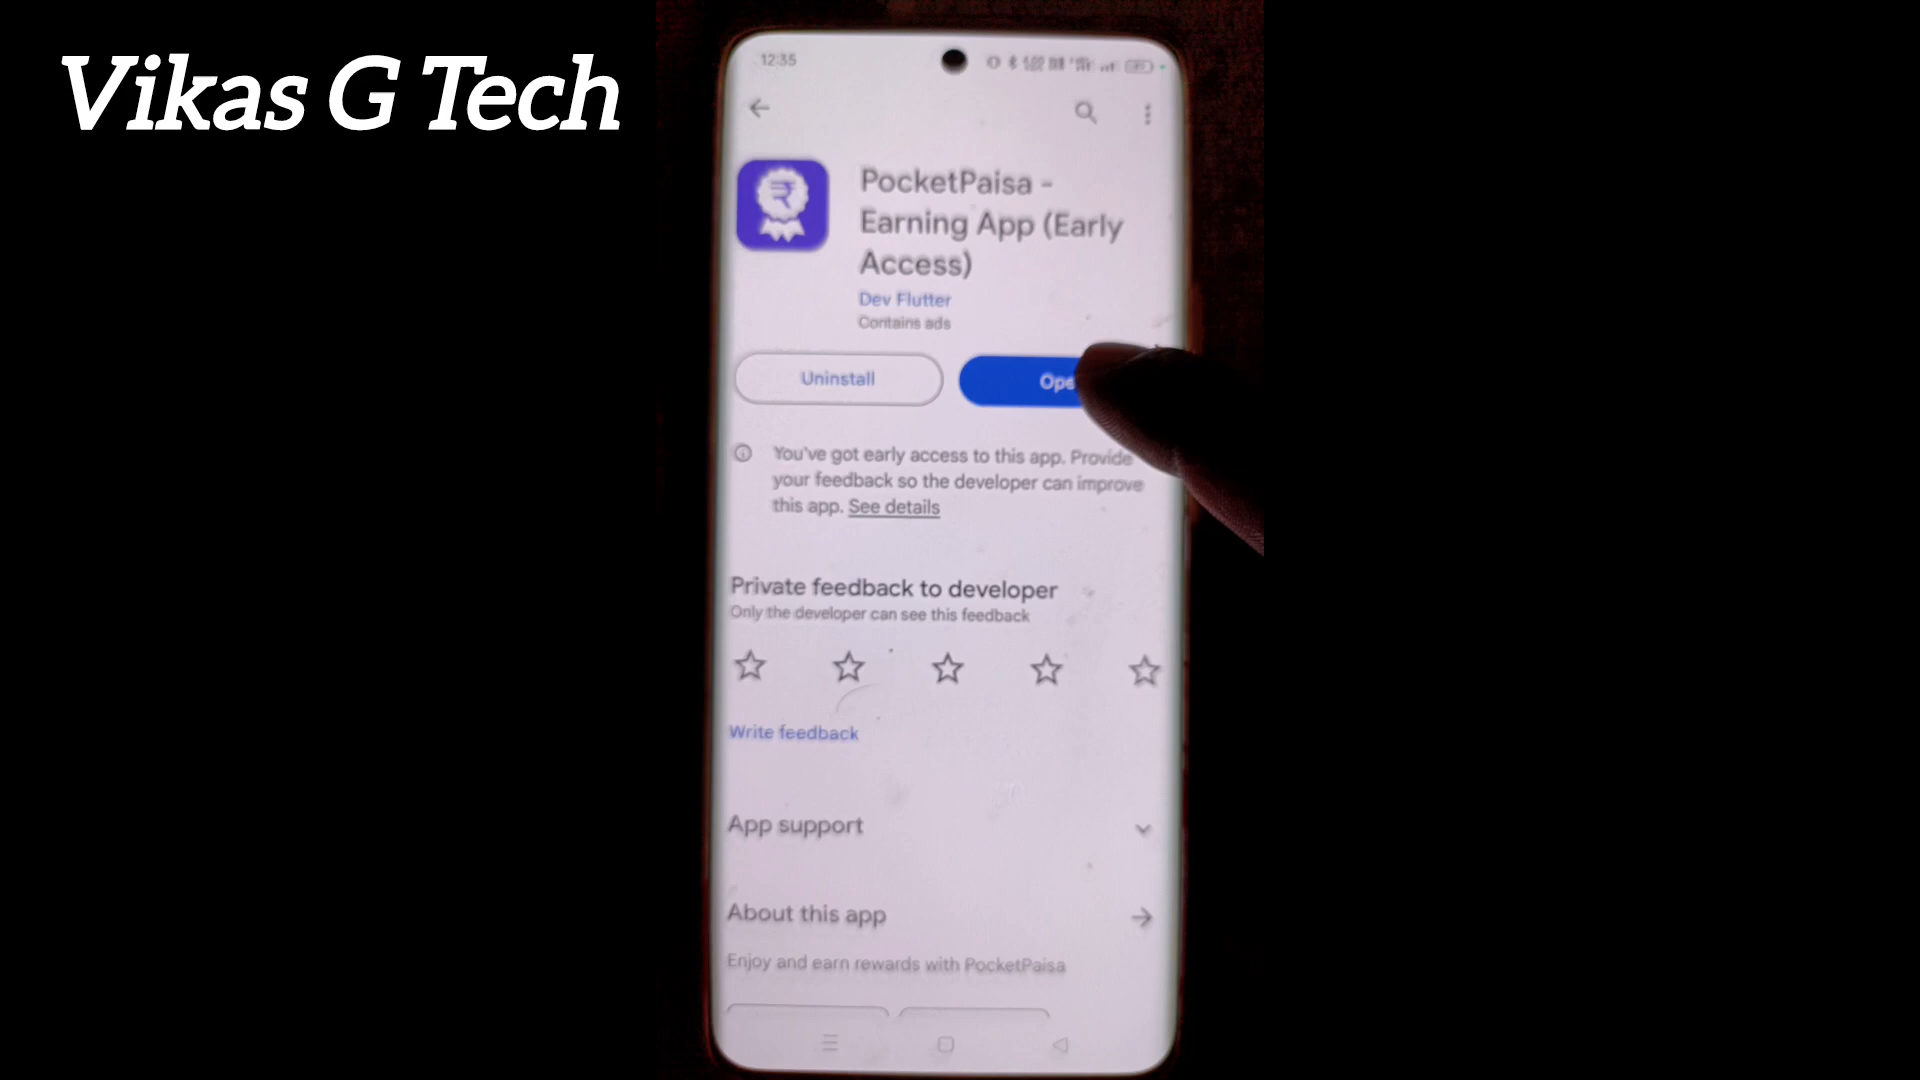 Vikas G Tech
12:35
PocketPaisa -
Earning App (Early
Access)
Dev Flutter
Contains ads
Uninstall
Ope
You've got early access to this app. Provide
your feedback so the developer can improve
this app. See details
Private feedback to developer
Only the developer can see this feedback
Write feedback
App support
About this app
Enjoy and earn rewards with PocketPaisa